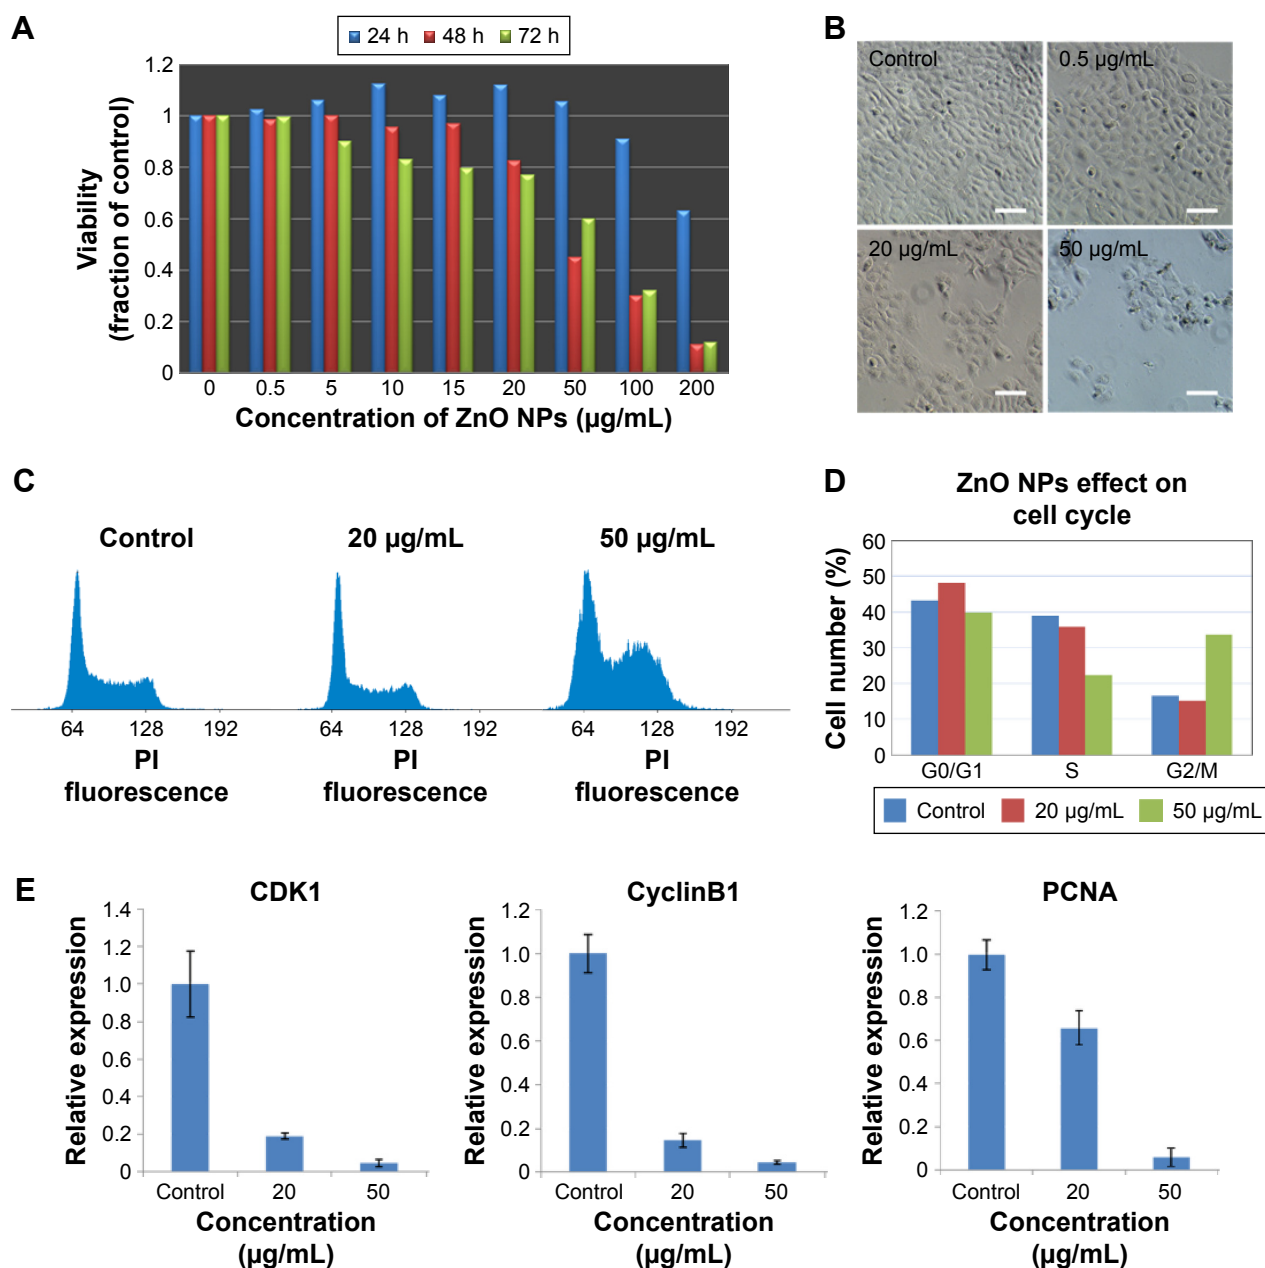 A
24 h 48 h 72 h
1.2
1
0.8
0.6
0.4
0.2
0
Viability
(fraction of control)
0 0.5 5 10 15 20 50 100 200
Concentration of ZnO NPs (µg/mL)
B
Control
0.5 µg/mL
20 µg/mL
50 µg/mL
C
Control
20 µg/mL
50 µg/mL
64 128 192
64 128 192
64 128 192
PI
fluorescence
PI
fluorescence
PI
fluorescence
D
ZnO NPs effect on
cell cycle
60
50
40
30
20
10
0
Cell number (%)
G0/G1 S G2/M
Control 20 µg/mL 50 µg/mL
E
CDK1
1.4
1.2
1.0
0.8
0.6
0.4
0.2
0
Relative expression
Control 20 50
Concentration
(µg/mL)
CyclinB1
1.2
1.0
0.8
0.6
0.4
0.2
0
Relative expression
Control 20 50
Concentration
(µg/mL)
PCNA
1.2
1.0
0.8
0.6
0.4
0.2
0
Relative expression
Control 20 50
Concentration
(µg/mL)